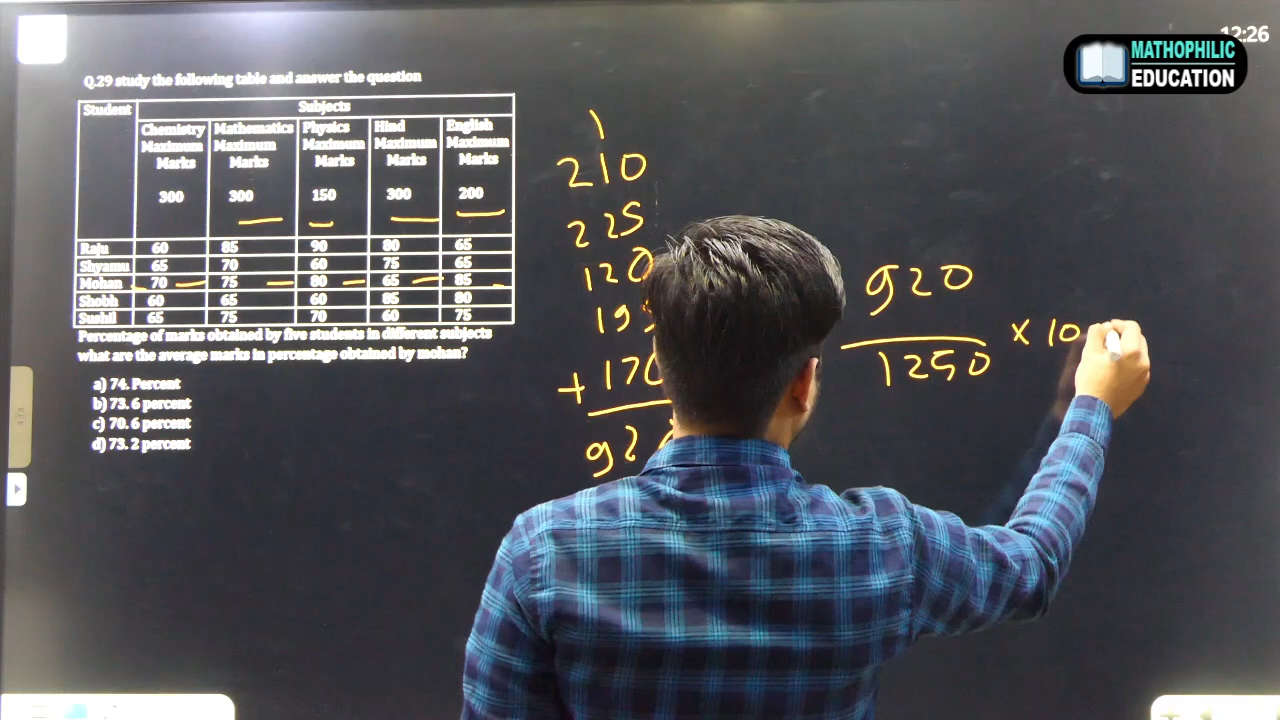 12:26
MATHOPHILIC
EDUCATION
Q.29 study the following table and answer the question
Student Subjects
Chemistry Maximum Marks 300 Mathematics Maximum Marks 300 Physics Maximum Marks 150 Hind Maximum Marks 300 English Maximum Marks 200
Raju 60 85 90 80 65
Shyamu 65 70 60 75 65
Mohan 70 75 80 65 85
Shobh 60 65 60 85 80
Sushil 65 75 70 60 75
Percentage of marks obtained by five students in different subjects
what are the average marks in percentage obtained by mohan?
a) 74. Percent
b) 73. 6 percent
c) 70. 6 percent
d) 73. 2 percent
1
210
225
120
195
+ 170
92
920
1250 × 10